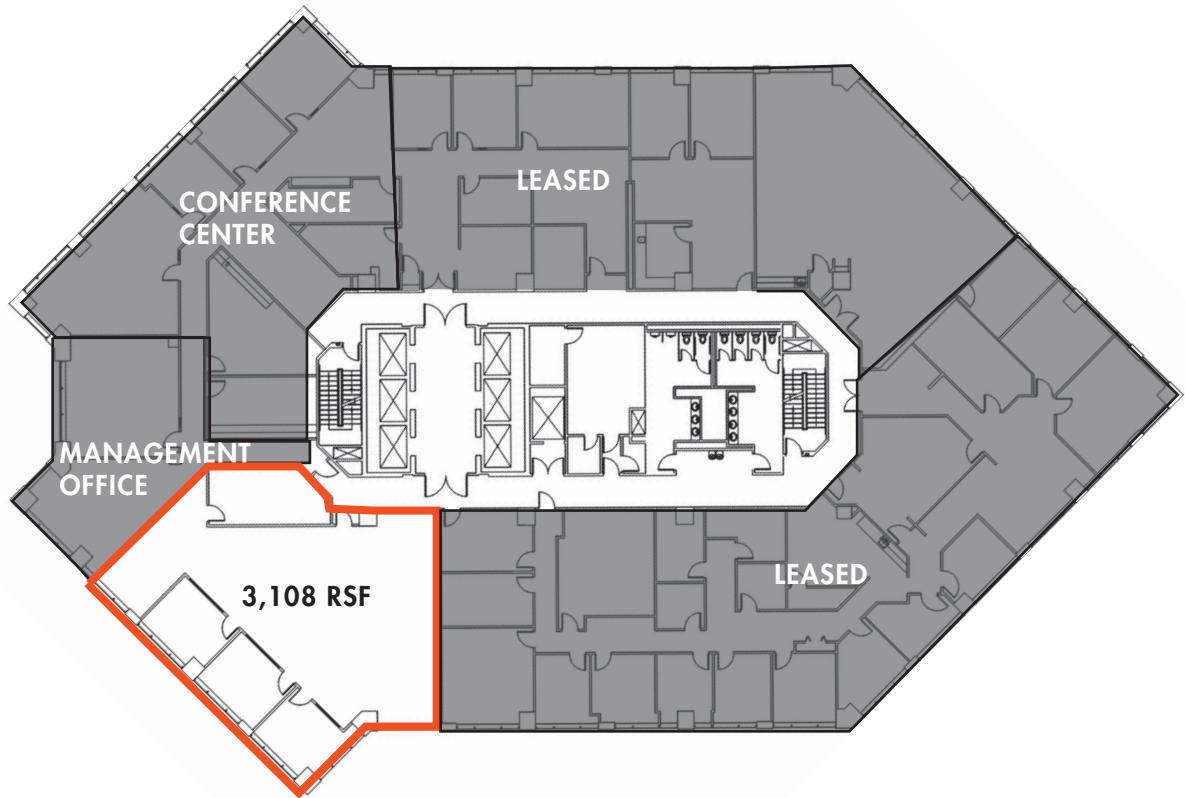 LEASED
CONFERENCE
CENTER
MANAGEMENT
OFFICE
3,108 RSF
LEASED